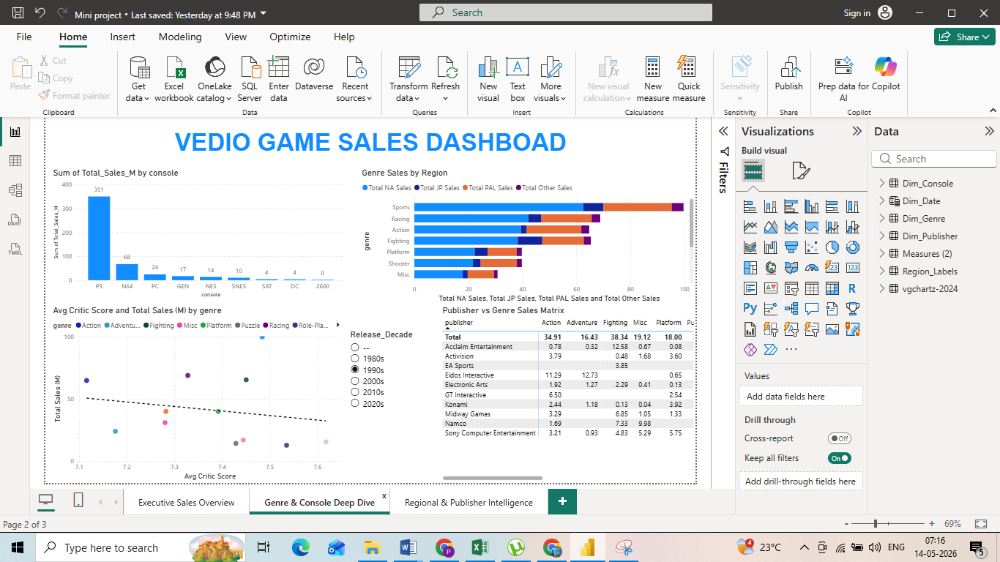 Mini project • Last saved: Yesterday at 9:48 PM
Search
Sign in
File Home Insert Modeling View Optimize Help
Share
Paste
Cut
Copy
Format painter
Clipboard
Get data
Excel workbook
OneLake catalog
SQL Server
Enter data
Dataverse
Recent sources
Data
Transform data
Refresh
Queries
New visual
Text box
More visuals
Insert
New visual calculation
New measure
Quick measure
Calculations
Sensitivity
Sensitivity
Publish
Share
Prep data for AI
Copilot
Copilot
VEDIO GAME SALES DASHBOAD
Sum of Total_Sales_M by console
Sum of Total_Sales_M
400
300
200
100
0
351 68 24 17 14 10 4 4 0
PS N64 PC GEN NES SNES SAT DC 2600
console
Genre Sales by Region
Total NA Sales Total JP Sales Total PAL Sales Total Other Sales
genre
Sports
Racing
Action
Fighting
Platform
Shooter
Misc
0 20 40 60 80 100
Total NA Sales, Total JP Sales, Total PAL Sales and Total Other Sales
Avg Critic Score and Total Sales (M) by genre
genre Action Adventu... Fighting Misc Platform Puzzle Racing Role-Pla...
Total Sales (M)
100
50
0
7.1 7.2 7.3 7.4 7.5 7.6
Avg Critic Score
Release_Decade
--
1980s
1990s
2000s
2010s
2020s
Publisher vs Genre Sales Matrix
publisher Action Adventure Fighting Misc Platform Pu
Total 34.91 16.43 38.34 19.12 18.00
Acclaim Entertainment 0.78 0.32 12.58 0.67 0.08
Activision 3.79 0.48 1.68 3.60
EA Sports 3.85
Eidos Interactive 11.29 12.73 0.65
Electronic Arts 1.92 1.27 2.29 0.41 0.13
GT Interactive 6.50 2.54
Konami 2.44 1.18 0.13 0.04 3.92
Midway Games 3.29 6.85 1.05 1.33
Namco 1.69 7.33 9.98
Sony Computer Entertainment 3.21 0.93 4.83 5.29 5.75
Filters
Visualizations
Build visual
123
123
R
Py
...
Values
Add data fields here
Drill through
Cross-report Off
Keep all filters On
Add drill-through fields here
Data
Search
Dim_Console
Dim_Date
Dim_Genre
Dim_Publisher
Measures (2)
Region_Labels
vgchartz-2024
DAX
TMDL
Executive Sales Overview
Genre & Console Deep Dive x
Regional & Publisher Intelligence
+
Page 2 of 3
- + 69%
Type here to search
W
P
X
4
23°C
ENG
07:16
14-05-2026
5